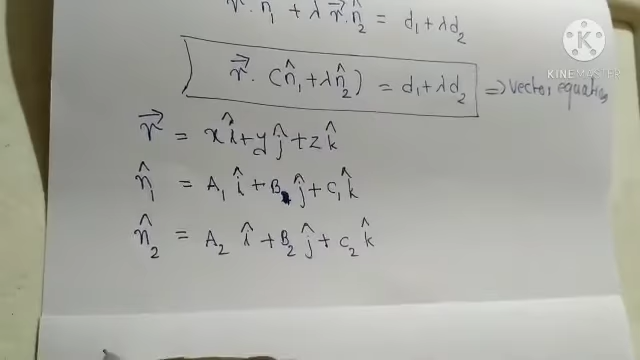 r⃗. n̂₁ + λ r⃗. n̂₂ = d₁ + λd₂
r⃗. (n̂₁ + λn̂₂) = d₁ + λd₂ ⇒ vector equation
r⃗ = xî + yĵ + zk̂
n̂₁ = A₁ î + B₁ ĵ + C₁ k̂
n̂₂ = A₂ î + B₂ ĵ + C₂ k̂
KINEMASTER